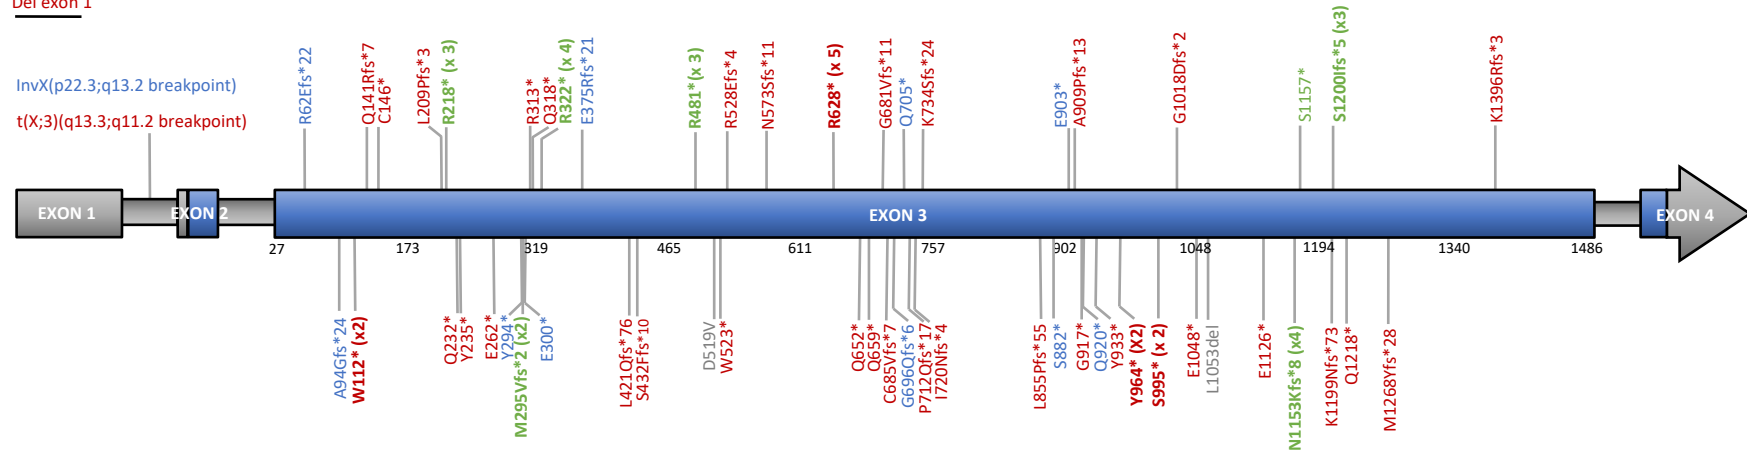 Del exon 1
InvX(p22.3;q13.2 breakpoint)
t(X;3)(q13.3;q11.2 breakpoint)
R62Efs*22
Q141Rfs*7
C146*
L209Pfs*3
R218* (x 3)
R313*
Q318*
R322* (x 4)
E375Rfs*21
R481* (x 3)
R528Efs*4
N573Sfs*11
R628* (x 5)
G681Vfs*11
Q705*
K734Sfs*24
E903*
A909Pfs*13
G1018Dfs*2
S1157*
S1200Ifs*5 (x3)
K1396Rfs*3
EXON 1
EXON 2
EXON 3
EXON 4
27
173
319
465
611
757
902
1048
1194
1340
1486
A94Gfs*24
W112* (x2)
Q232*
Y235*
E262*
Y294*
M295Vfs*2 (x2)
E300*
L421Qfs*76
S432Ffs*10
D519V
W523*
Q652*
Q659*
C685Vfs*7
G696Qfs*6
P712Qfs*17
I720Nfs*4
L855Pfs*55
S882*
G917*
Q920*
Y933*
Y964* (x2)
S995* (x 2)
E1048*
L1053del
E1126*
N1153Kfs*8 (x4)
K1199Nfs*73
Q1218*
M1268Yfs*28